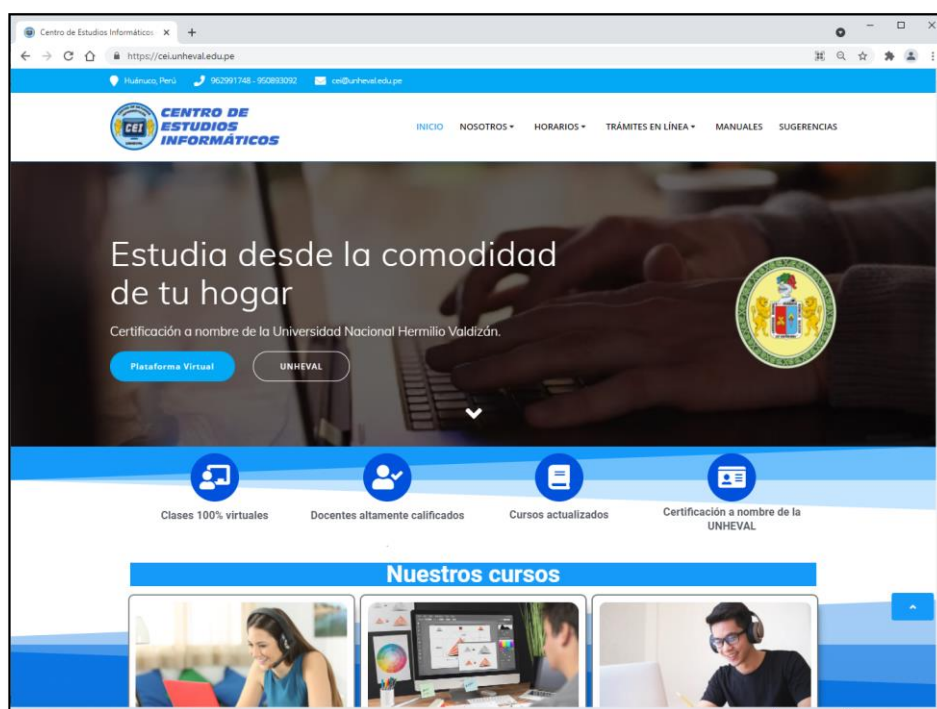 Centro de Estudios Informáticos
https://cei.unheval.edu.pe
Huánuco, Perú 962991748 - 950893092 cei@unheval.edu.pe
CEI
CENTRO DE
ESTUDIOS
INFORMÁTICOS
INICIO NOSOTROS HORARIOS TRÁMITES EN LÍNEA MANUALES SUGERENCIAS
Estudia desde la comodidad
de tu hogar
Certificación a nombre de la Universidad Nacional Hermilio Valdizán.
Plataforma Virtual UNHEVAL
Clases 100% virtuales Docentes altamente calificados Cursos actualizados Certificación a nombre de la
UNHEVAL
Nuestros cursos